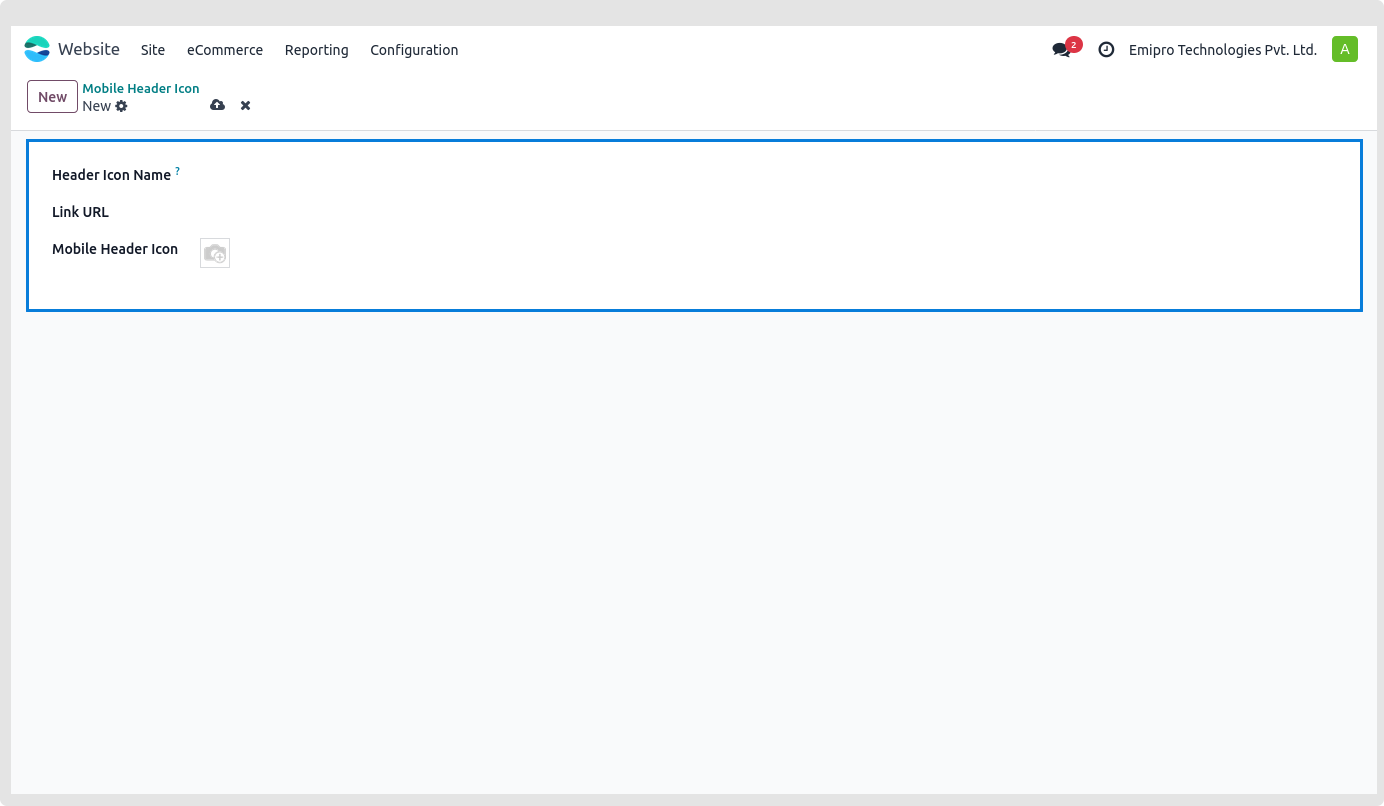 Website Site eCommerce Reporting Configuration 2 Emipro Technologies Pvt. Ltd. A
New
Mobile Header Icon
New
Header Icon Name ?
Link URL
Mobile Header Icon